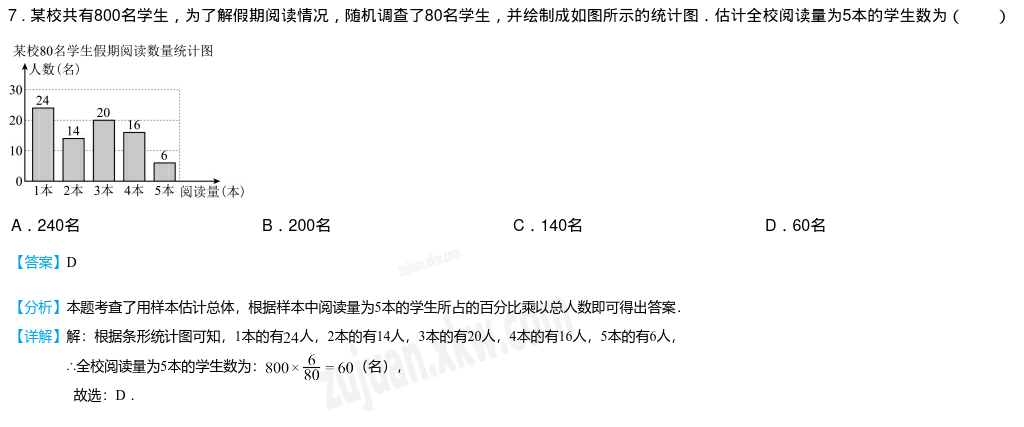 7．某校共有800名学生，为了解假期阅读情况，随机调查了80名学生，并绘制成如图所示的统计图．估计全校阅读量为5本的学生数为（　　）
某校80名学生假期阅读数量统计图
人数(名)
30
24
20
20
16
14
10
6
0
1本 2本 3本 4本 5本 阅读量(本)
A．240名 B．200名 C．140名 D．60名
【答案】D
zujuan.xkw.com
【分析】本题考查了用样本估计总体，根据样本中阅读量为5本的学生所占的百分比乘以总人数即可得出答案．
【详解】解：根据条形统计图可知，1本的有24人，2本的有14人，3本的有20人，4本的有16人，5本的有6人，
∴全校阅读量为5本的学生数为：800×6/80=60（名），
故选：D．
zujuan.xkw.com